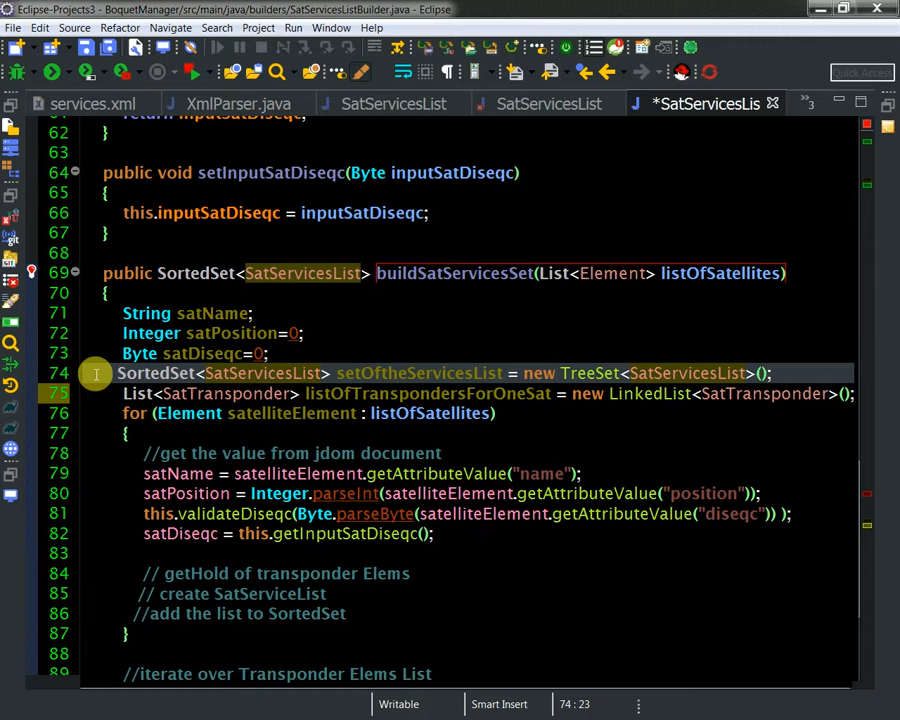 Eclipse-Projects3 - BoquetManager/src/main/java/builders/SatServicesListBuilder.java - Eclipse
File Edit Source Refactor Navigate Search Project Run Window Help
Quick Access
services.xml XmlParser.java SatServicesList SatServicesList *SatServicesLis »3
return inputSatDiseqc;
62 }
63
64 public void setInputSatDiseqc(Byte inputSatDiseqc)
65 {
66 this.inputSatDiseqc = inputSatDiseqc;
67 }
68
69 public SortedSet<SatServicesList> buildSatServicesSet(List<Element> listOfSatellites)
70 {
71 String satName;
72 Integer satPosition=0;
73 Byte satDiseqc=0;
74 SortedSet<SatServicesList> setOftheServicesList = new TreeSet<SatServicesList>();
75 List<SatTransponder> listOfTranspondersForOneSat = new LinkedList<SatTransponder>();
76 for (Element satelliteElement : listOfSatellites)
77 {
78 //get the value from jdom document
79 satName = satelliteElement.getAttributeValue("name");
80 satPosition = Integer.parseInt(satelliteElement.getAttributeValue("position"));
81 this.validateDiseqc(Byte.parseByte(satelliteElement.getAttributeValue("diseqc")) );
82 satDiseqc = this.getInputSatDiseqc();
83
84 // getHold of transponder Elems
85 // create SatServiceList
86 //add the list to SortedSet
87 }
88
89 //iterate over Transponder Elems List
Writable Smart Insert 74 : 23